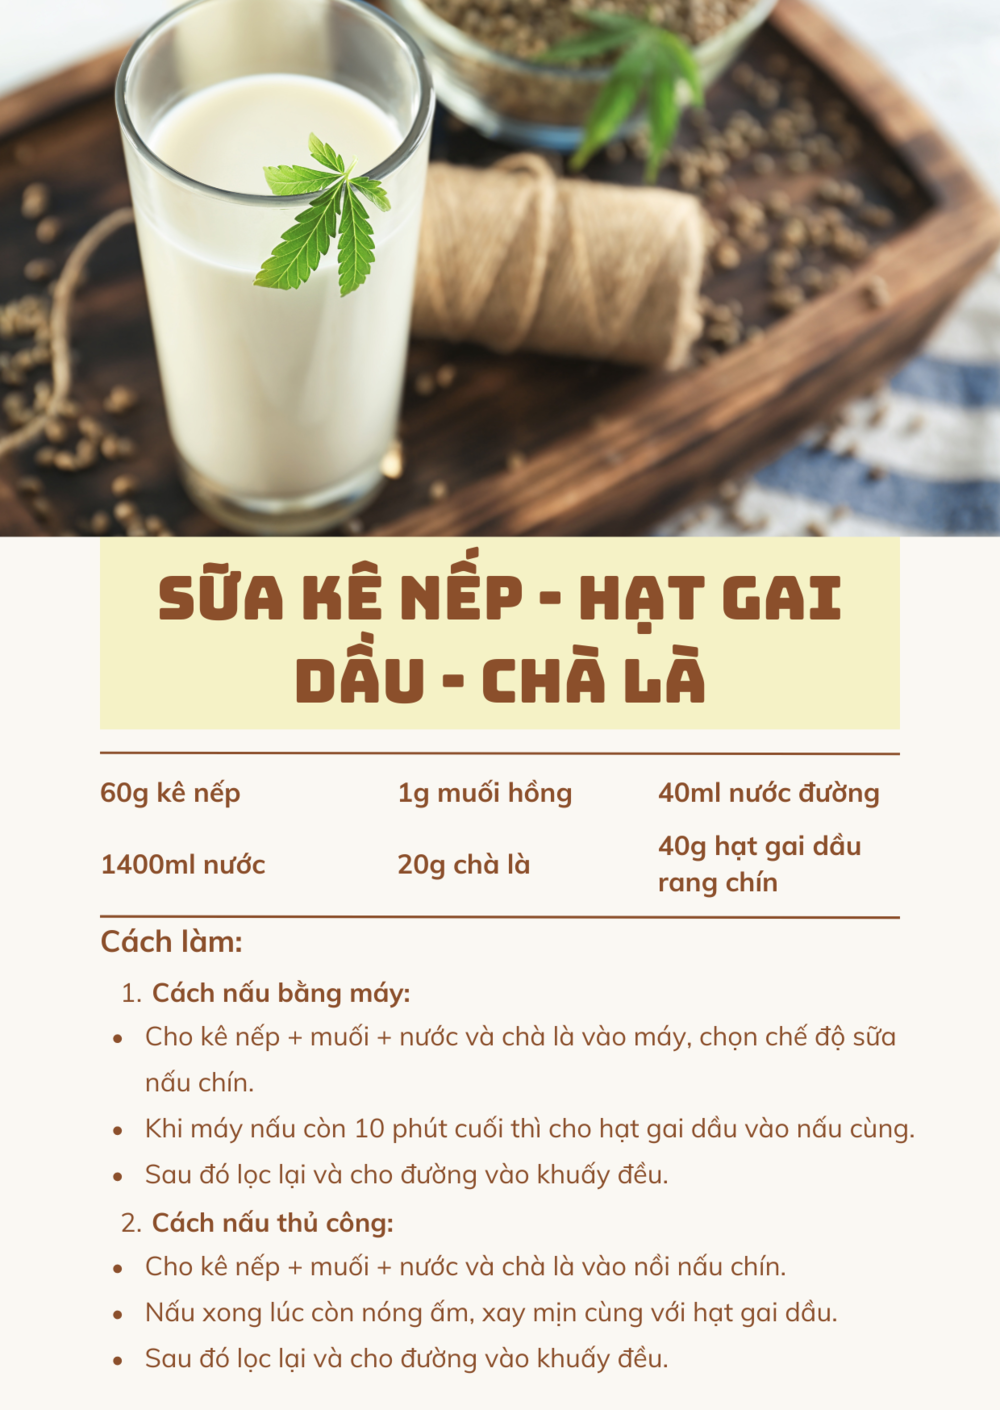 SỮA KÊ NẾP - HẠT GAI
DẦU - CHÀ LÀ
60g kê nếp
1g muối hồng
40ml nước đường
1400ml nước
20g chà là
40g hạt gai dầu
rang chín
Cách làm:
1. Cách nấu bằng máy:
• Cho kê nếp + muối + nước và chà là vào máy, chọn chế độ sữa
nấu chín.
• Khi máy nấu còn 10 phút cuối thì cho hạt gai dầu vào nấu cùng.
• Sau đó lọc lại và cho đường vào khuấy đều.
2. Cách nấu thủ công:
• Cho kê nếp + muối + nước và chà là vào nồi nấu chín.
• Nấu xong lúc còn nóng ấm, xay mịn cùng với hạt gai dầu.
• Sau đó lọc lại và cho đường vào khuấy đều.